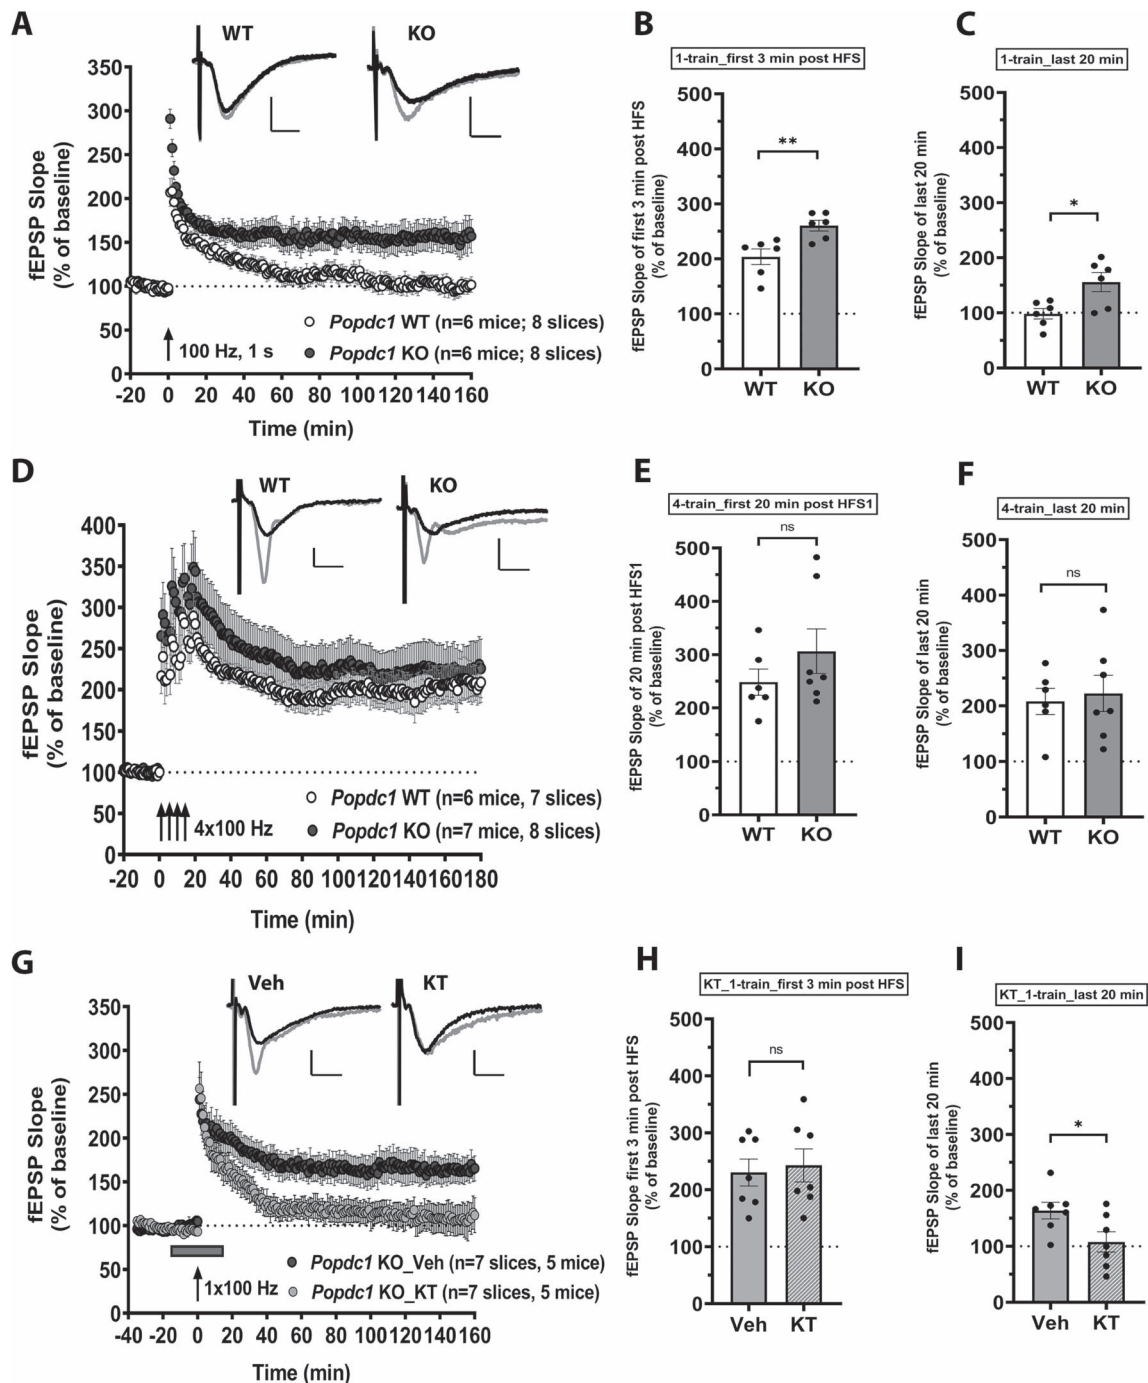 A
WT
KO
350
300
250
200
150
100
50
0
fEPSP Slope
(% of baseline)
Popdc1 WT (n=6 mice; 8 slices)
Popdc1 KO (n=6 mice; 8 slices)
100 Hz, 1 s
-20 0 20 40 60 80 100 120 140 160
Time (min)
B
1-train_first 3 min post HFS
500
400
300
200
100
0
fEPSP Slope of first 3 min post HFS
(% of baseline)
**
WT KO
C
1-train_last 20 min
500
400
300
200
100
0
fEPSP Slope of last 20 min
(% of baseline)
*
WT KO
D
WT
KO
400
350
300
250
200
150
100
50
0
fEPSP Slope
(% of baseline)
Popdc1 WT (n=6 mice, 7 slices)
Popdc1 KO (n=7 mice, 8 slices)
4x100 Hz
-20 0 20 40 60 80 100 120 140 160 180
Time (min)
E
4-train_first 20 min post HFS1
500
400
300
200
100
0
fEPSP Slope of 20 min post HFS1
(% of baseline)
ns
WT KO
F
4-train_last 20 min
500
400
300
200
100
0
fEPSP Slope of last 20 min
(% of baseline)
ns
WT KO
G
Veh
KT
350
300
250
200
150
100
50
0
fEPSP Slope
(% of baseline)
Popdc1 KO_Veh (n=7 slices, 5 mice)
Popdc1 KO_KT (n=7 slices, 5 mice)
1x100 Hz
-40 -20 0 20 40 60 80 100 120 140 160
Time (min)
H
KT_1-train_first 3 min post HFS
500
400
300
200
100
0
fEPSP Slope first 3 min post HFS
(% of baseline)
ns
Veh KT
I
KT_1-train_last 20 min
500
400
300
200
100
0
fEPSP Slope of last 20 min
(% of baseline)
*
Veh KT